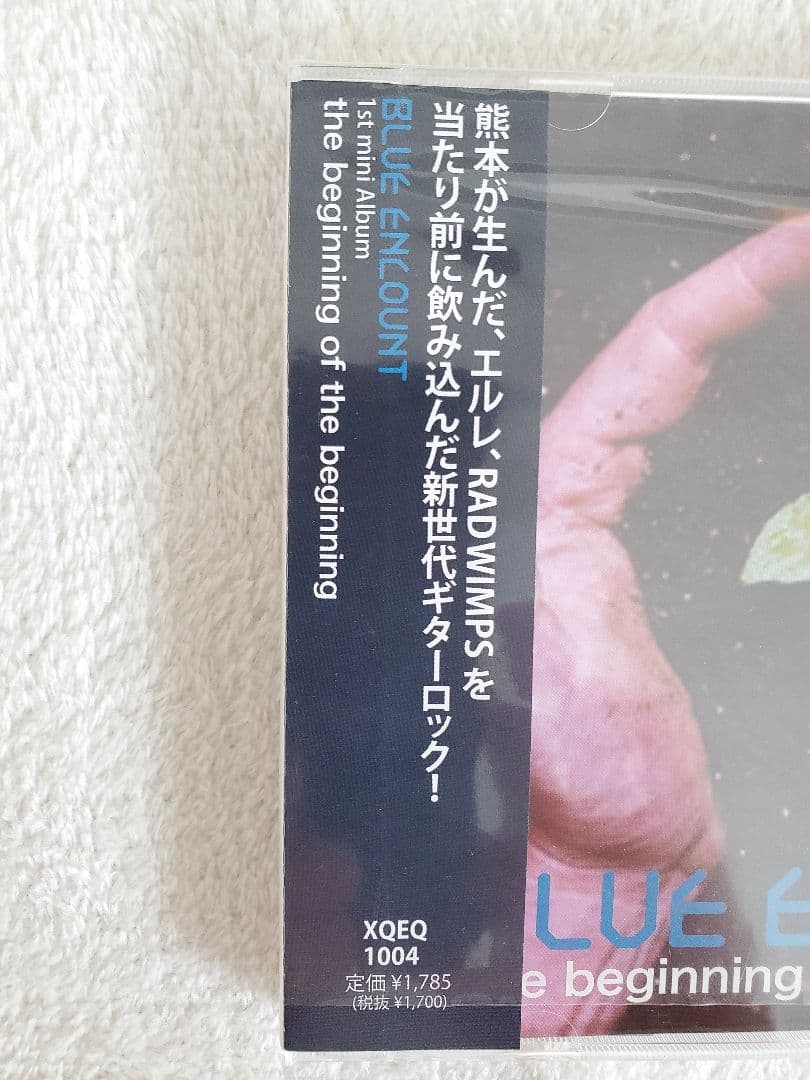 熊本が生んだ、エルレ、RADWIMPSを
当たり前に飲み込んだ新世代ギターロック！
BLUE ENCOUNT
1st mini Album
the beginning of the beginning
XQEQ
1004
定価 ¥1,785
(税抜 ¥1,700)
LUE E
e beginning